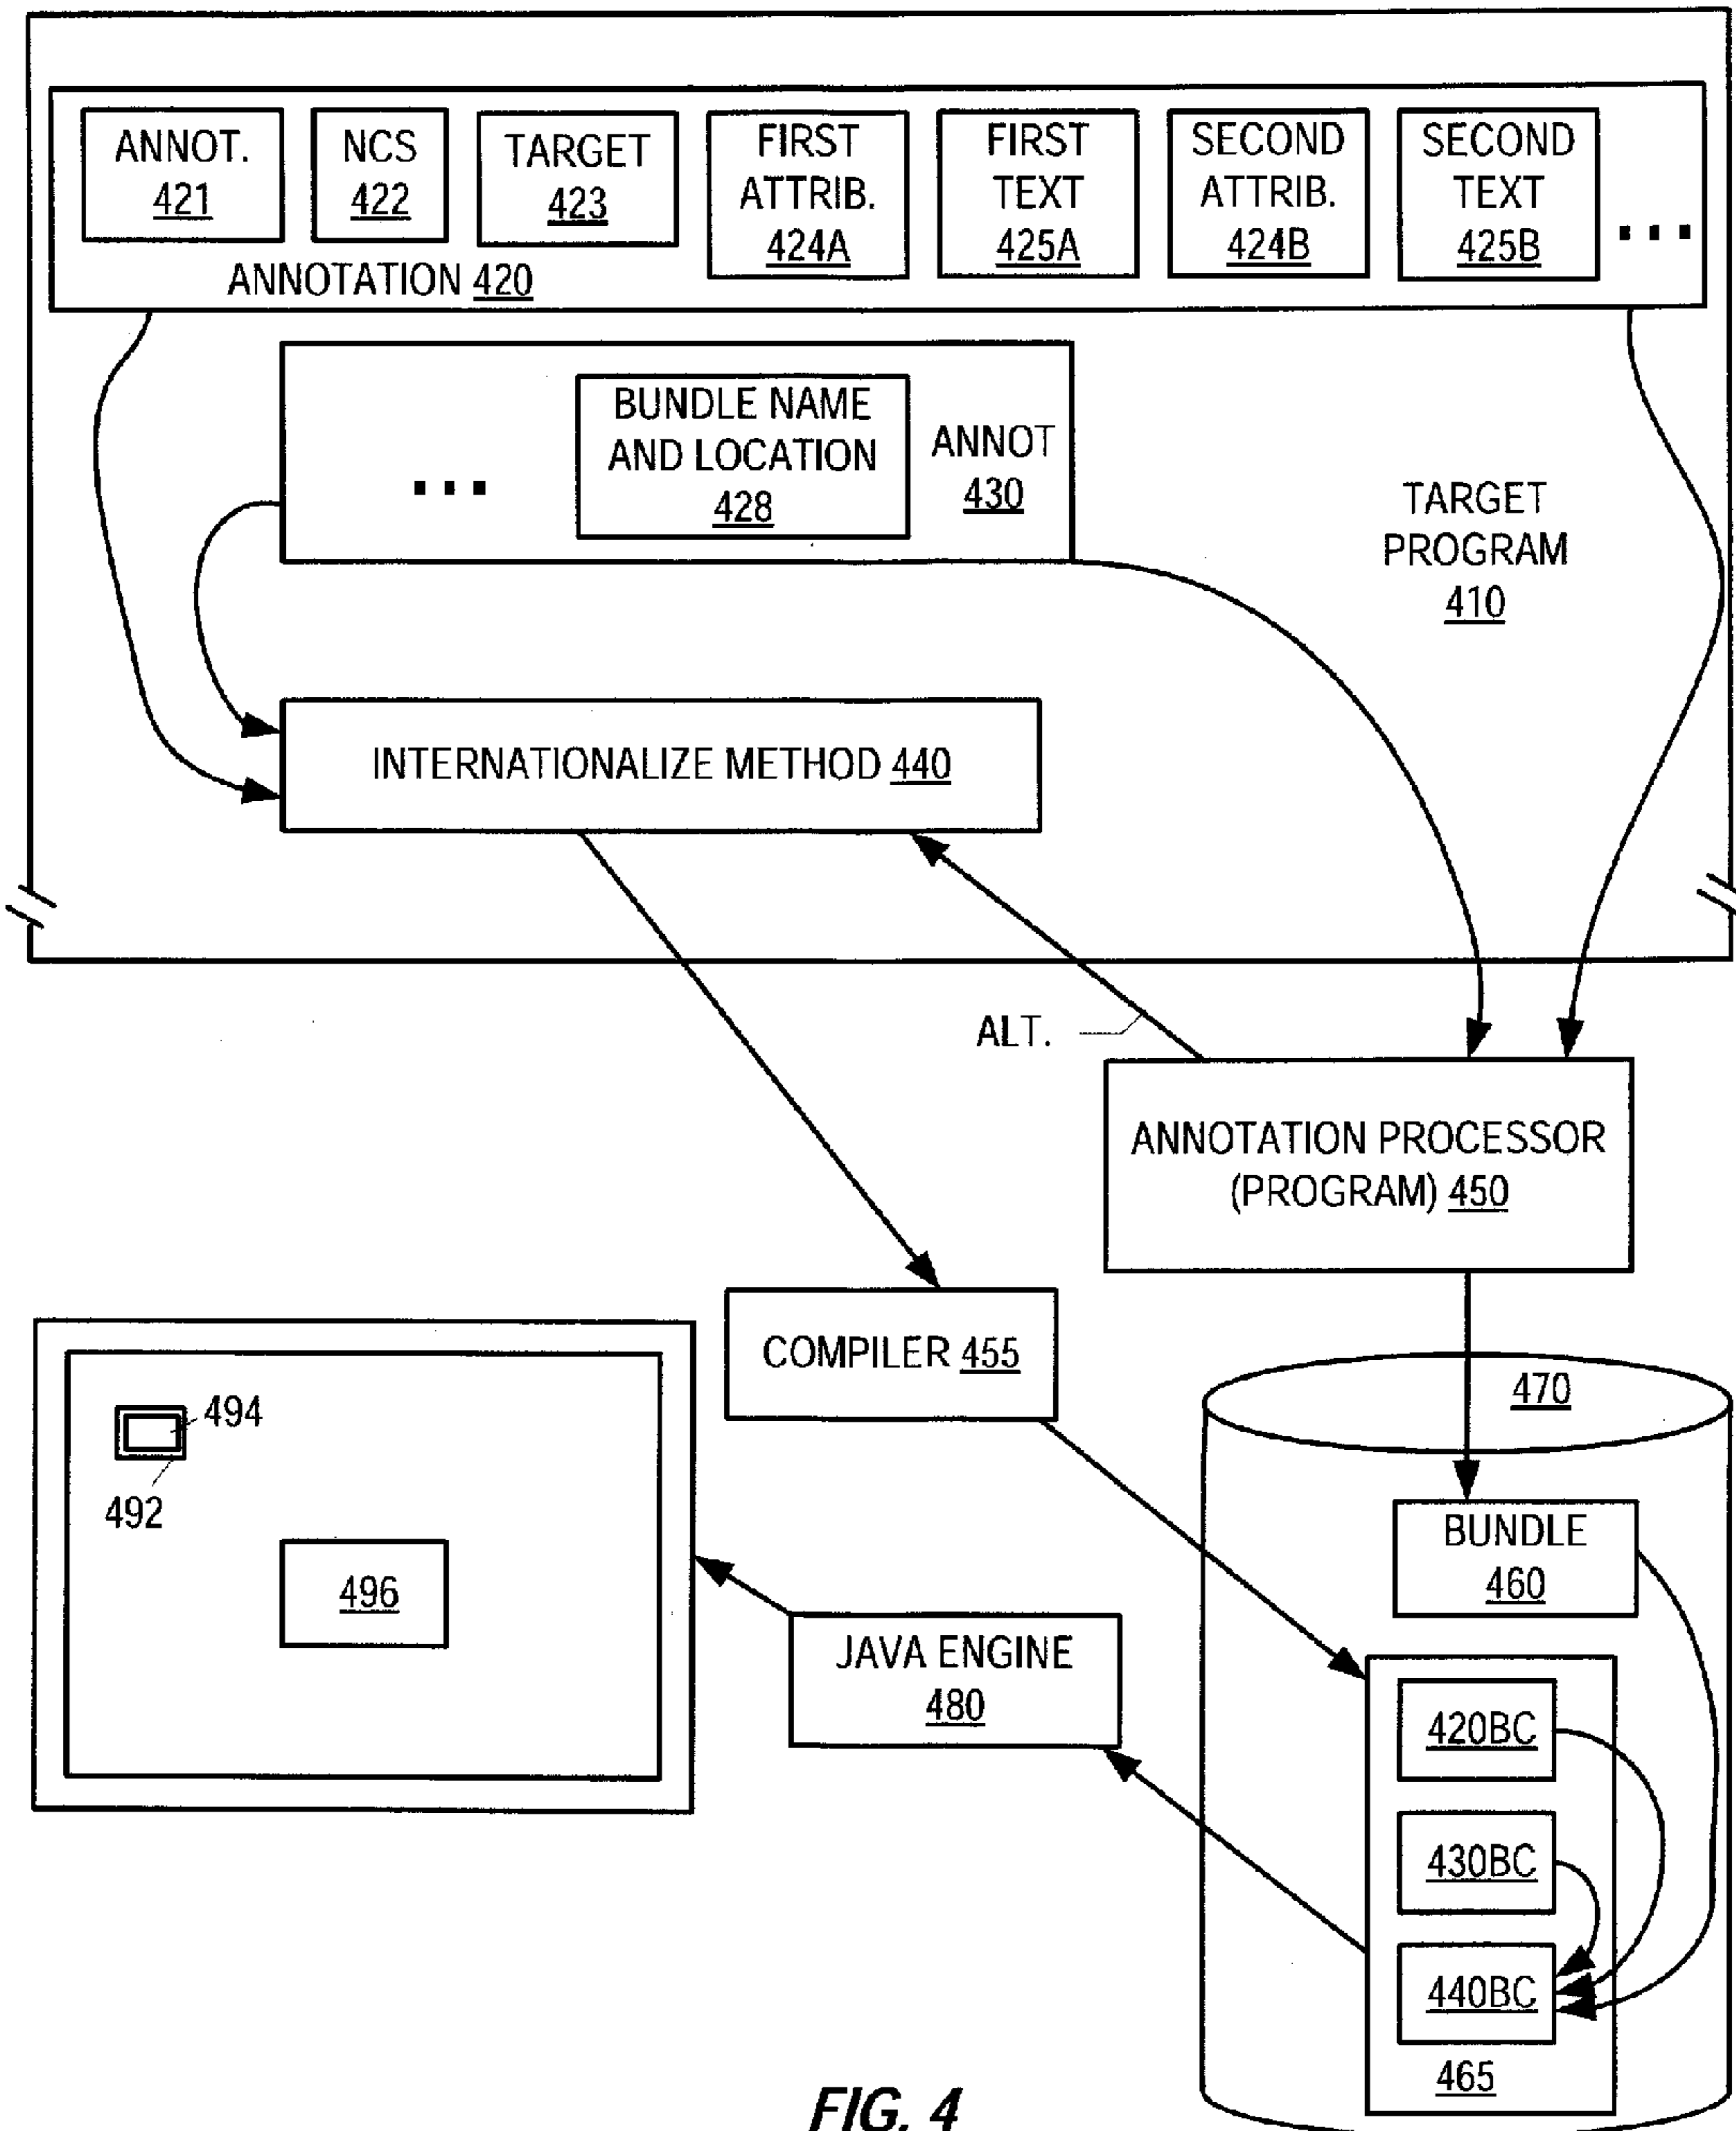 ANNOT.
421
NCS
422
TARGET
423
FIRST
ATTRIB.
424A
FIRST
TEXT
425A
SECOND
ATTRIB.
424B
SECOND
TEXT
425B
...
ANNOTATION 420
...
BUNDLE NAME
AND LOCATION
428
ANNOT
430
TARGET
PROGRAM
410
INTERNATIONALIZE METHOD 440
ALT.
ANNOTATION PROCESSOR
(PROGRAM) 450
COMPILER 455
470
494
492
496
BUNDLE
460
JAVA ENGINE
480
420BC
430BC
440BC
465
FIG. 4